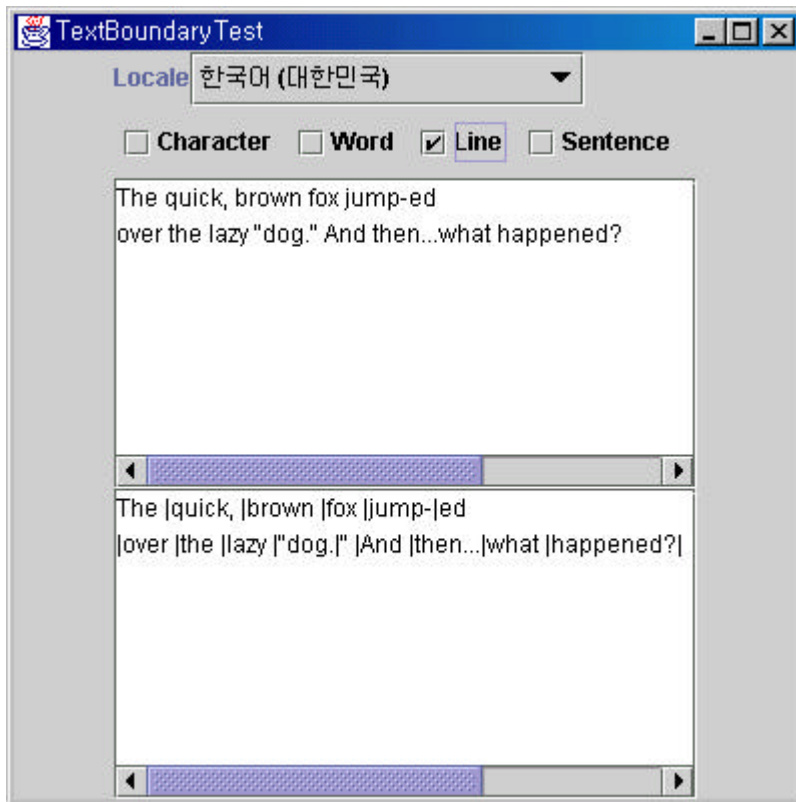 TextBoundaryTest
Locale 한국어 (대한민국)
Character Word Line Sentence
The quick, brown fox jump-ed
over the lazy "dog." And then...what happened?
The |quick, |brown |fox |jump-|ed
|over |the |lazy |"dog.|" |And |then...|what |happened?|